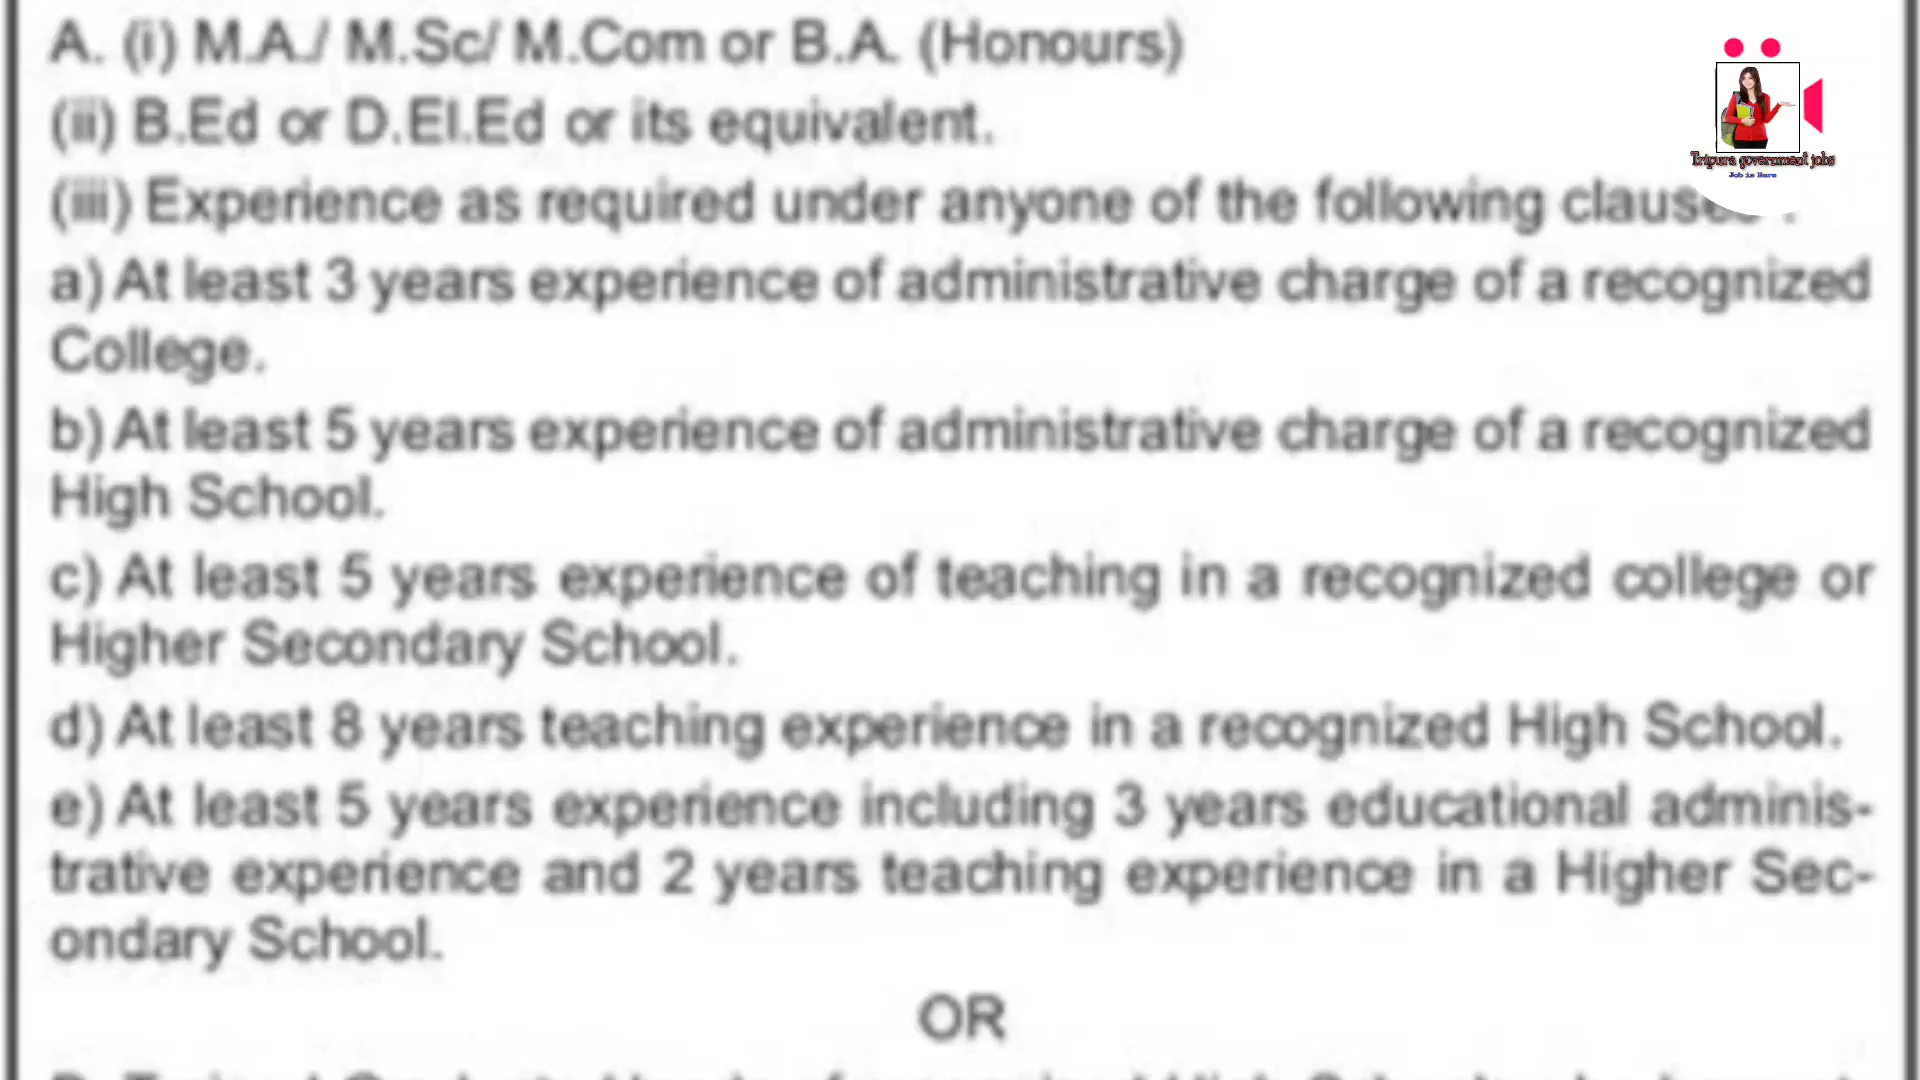 A. (i) M.A./ M.Sc/ M.Com or B.A. (Honours)
(ii) B.Ed or D.El.Ed or its equivalent.
(iii) Experience as required under anyone of the following
a) At least 3 years experience of administrative charge of a recognized
College.
b) At least 5 years experience of administrative charge of a recognized
High School.
c) At least 5 years experience of teaching in a recognized college or
Higher Secondary School.
d) At least 8 years teaching experience in a recognized High School.
e) At least 5 years experience including 3 years educational adminis-
trative experience and 2 years teaching experience in a Higher Sec-
ondary School.
OR
Tripura government jobs
Job is Here